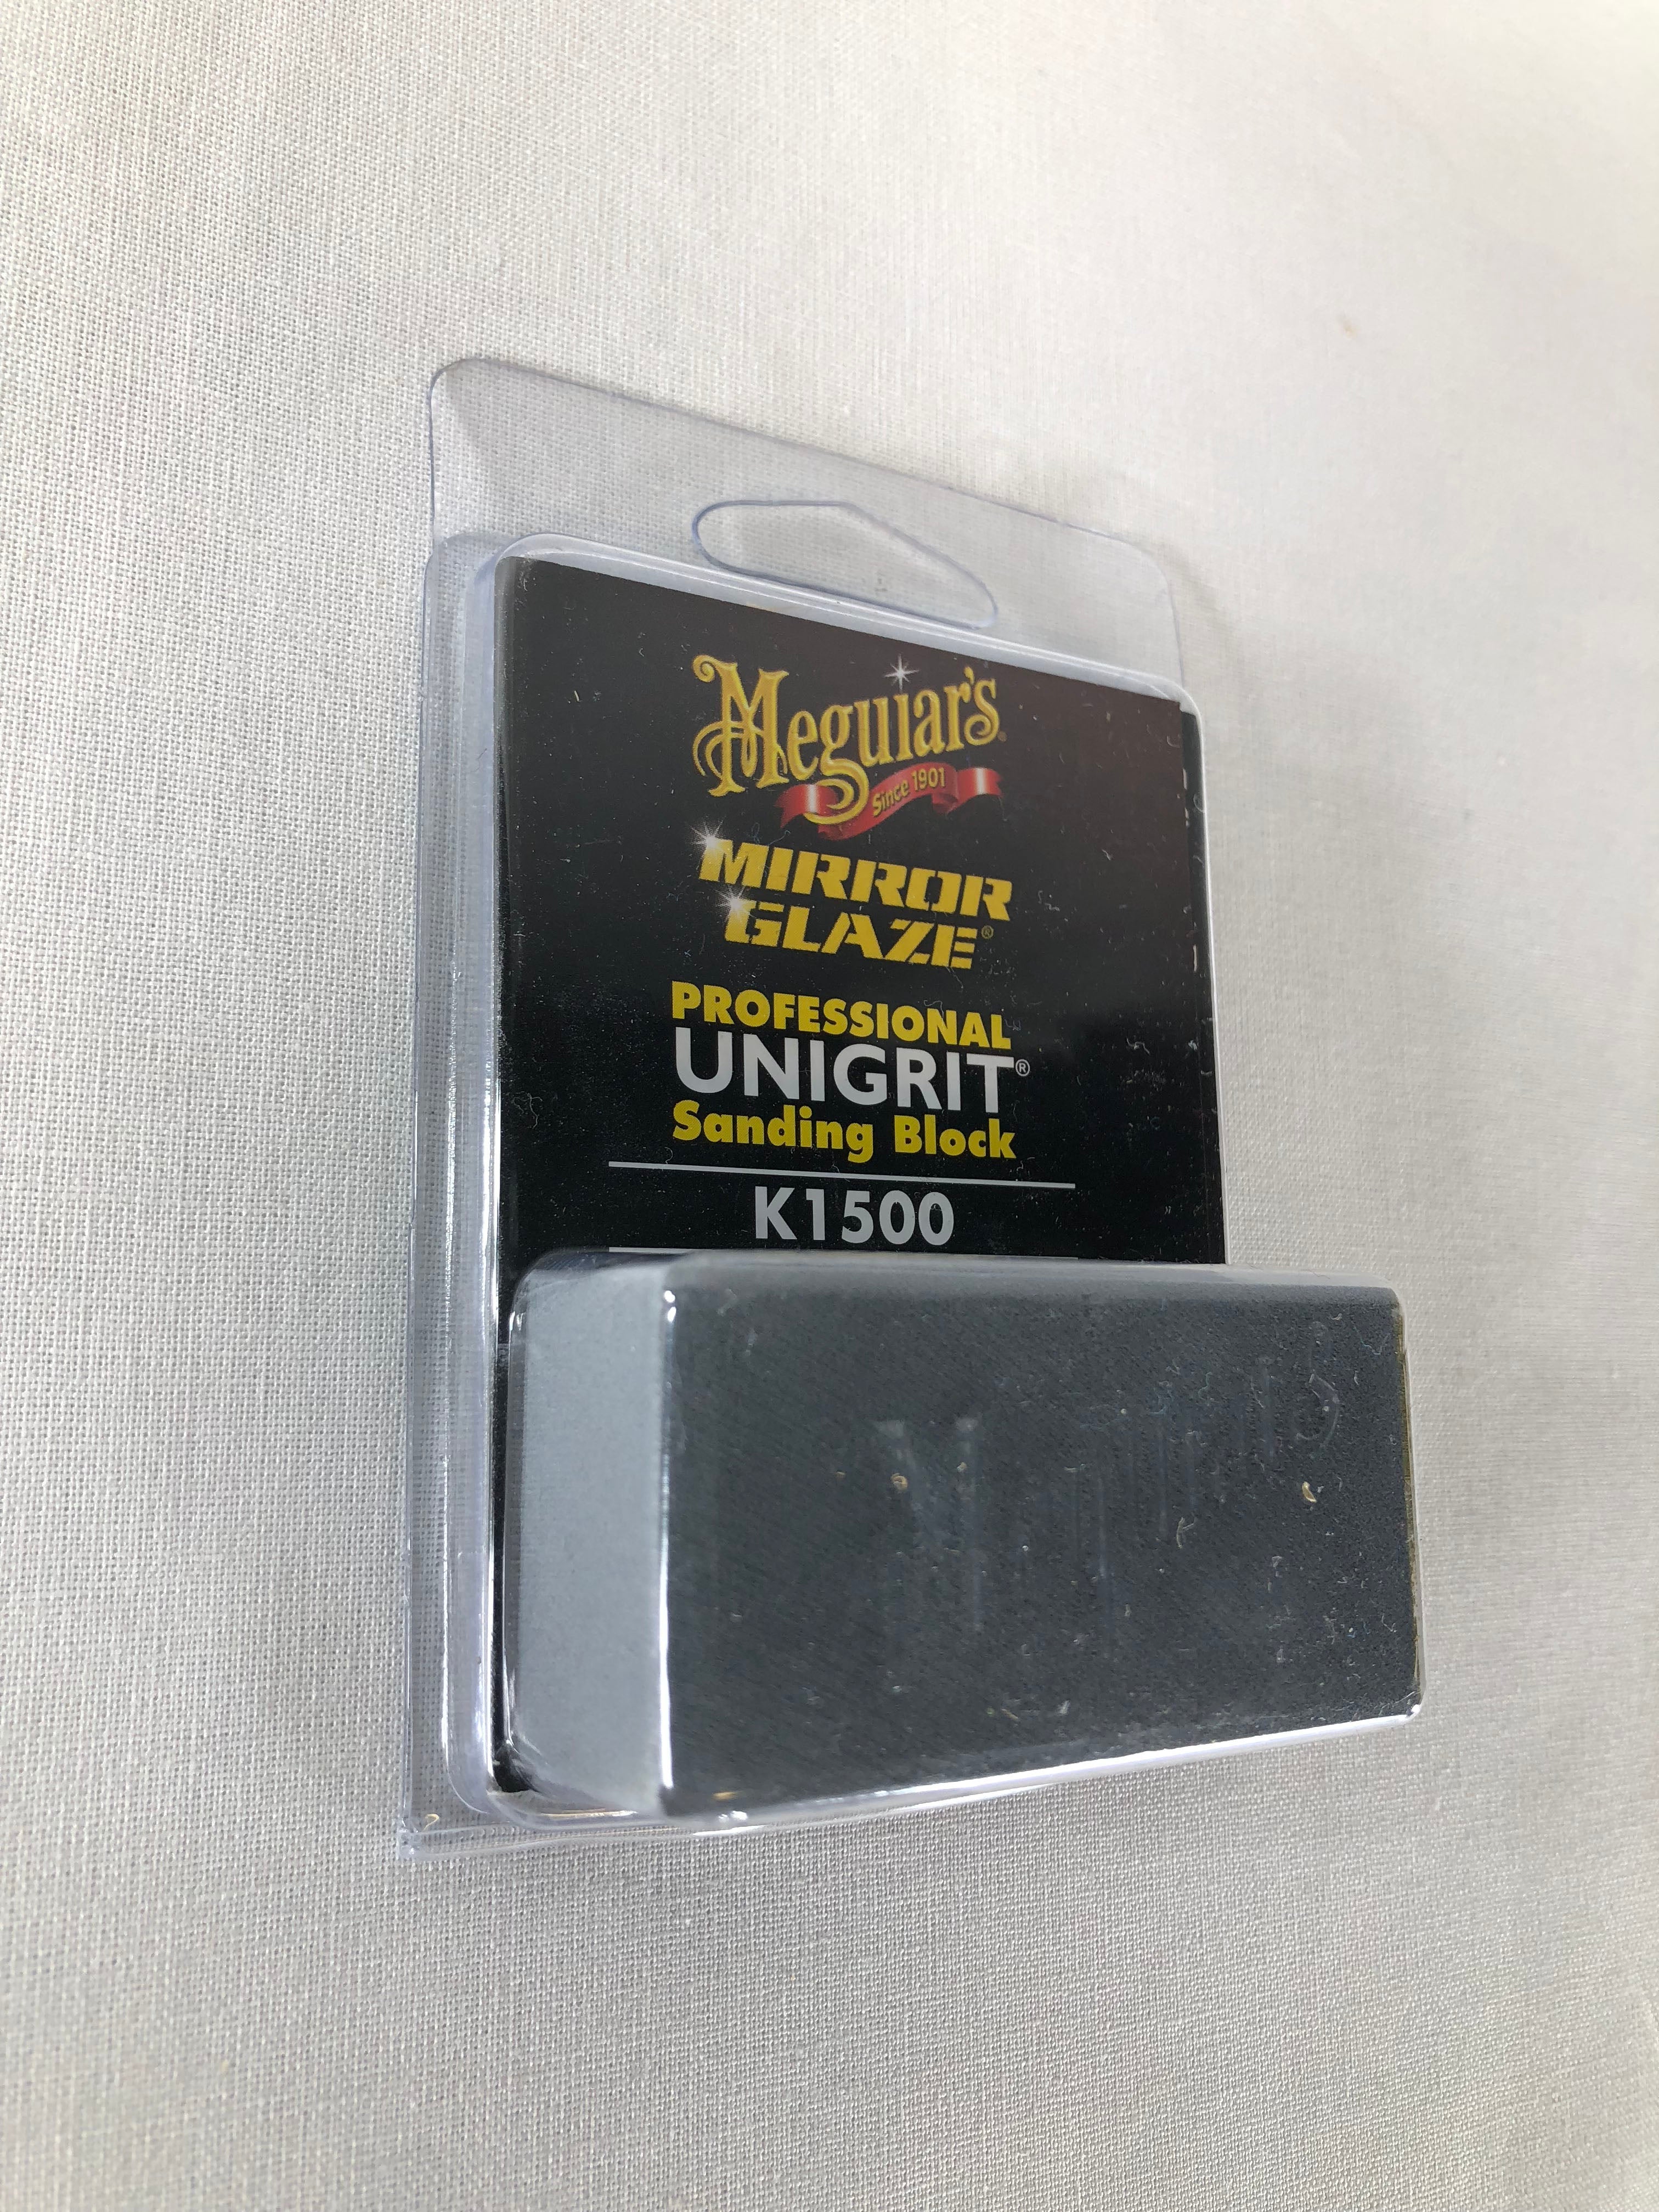 Meguiar's
Since 1901
MIRROR
GLAZE®
PROFESSIONAL
UNIGRIT®
Sanding Block
K1500